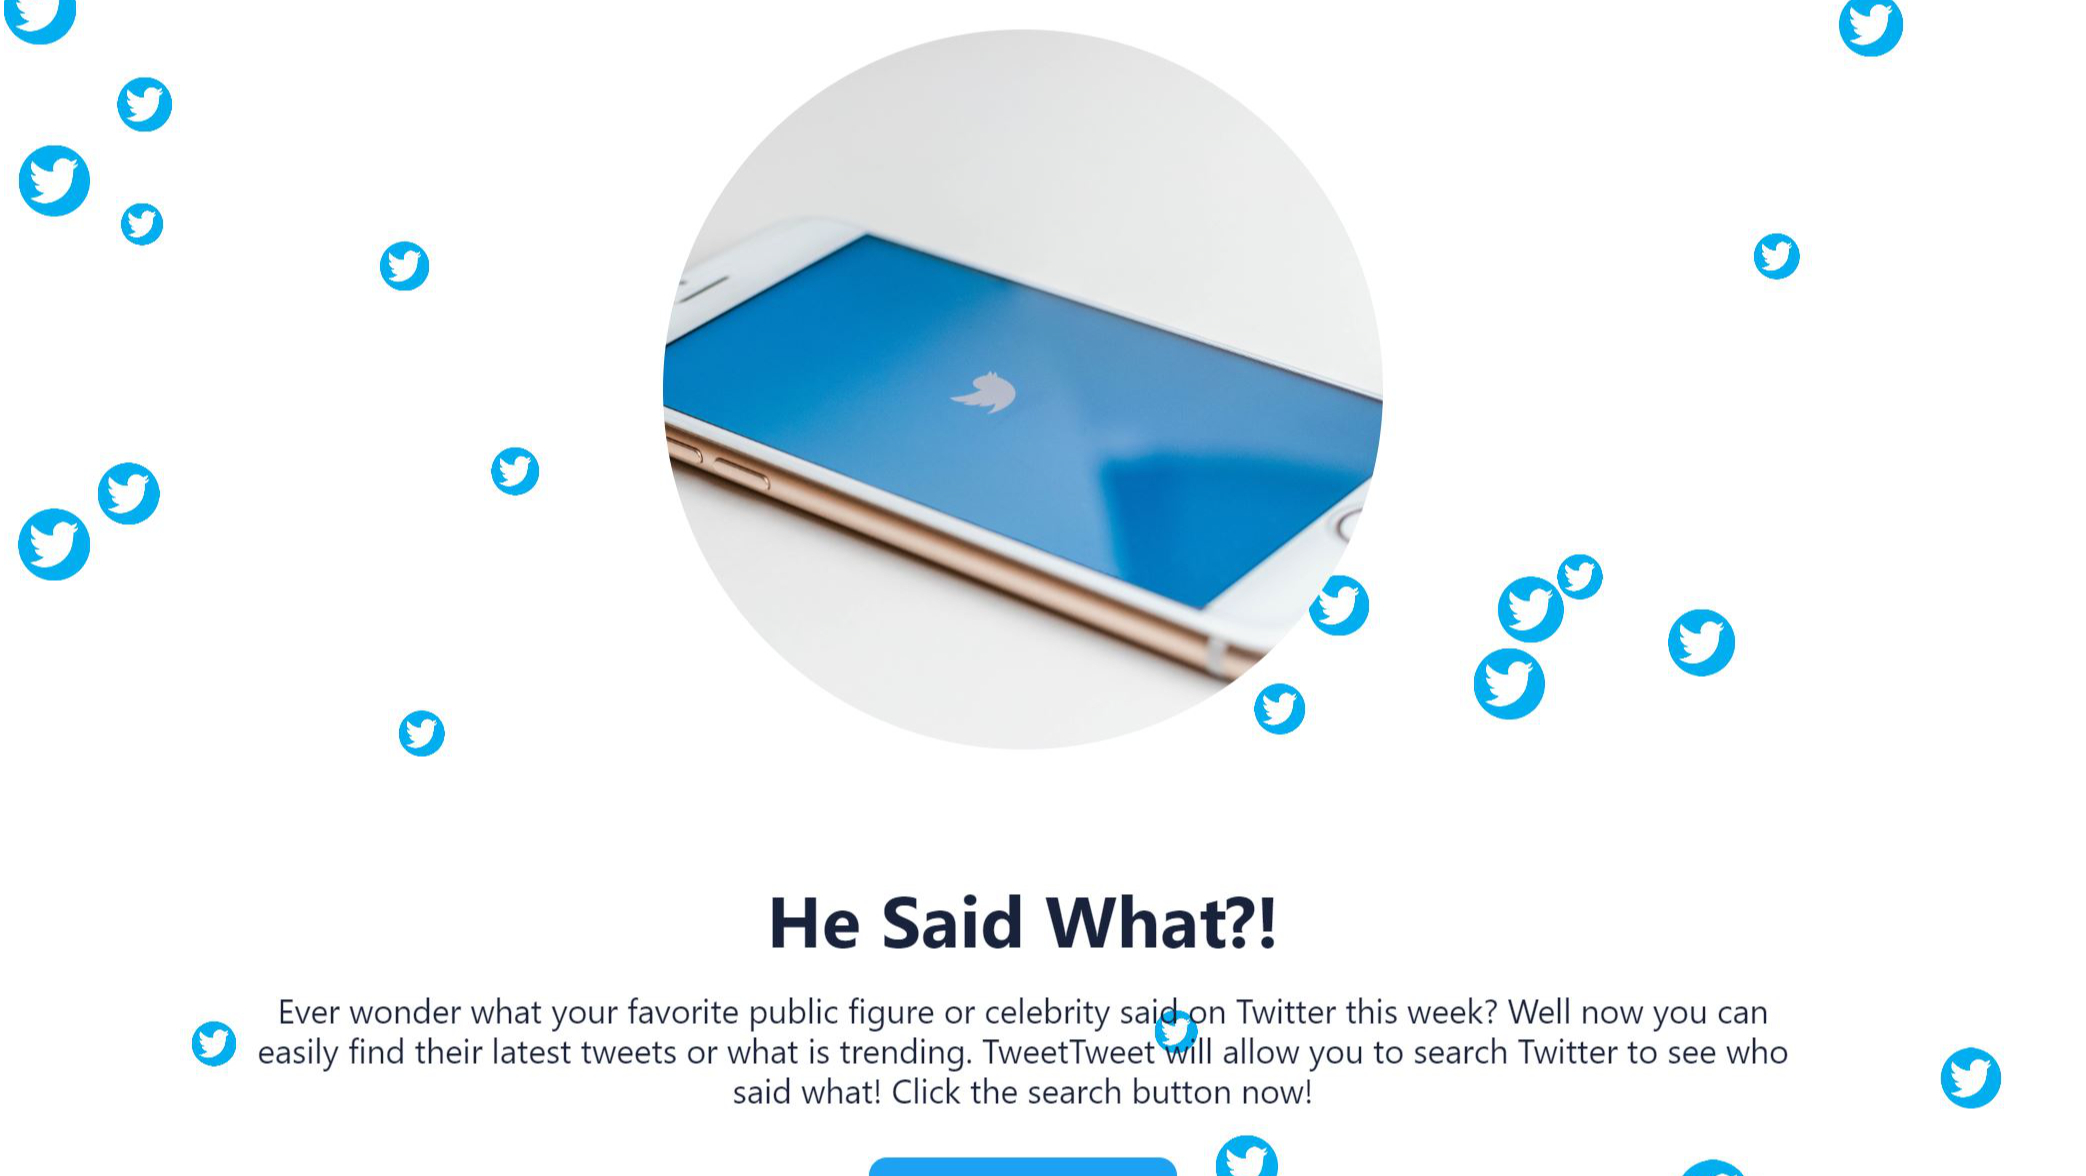 He Said What?!
Ever wonder what your favorite public figure or celebrity said on Twitter this week? Well now you can
easily find their latest tweets or what is trending. TweetTweet will allow you to search Twitter to see who
said what! Click the search button now!